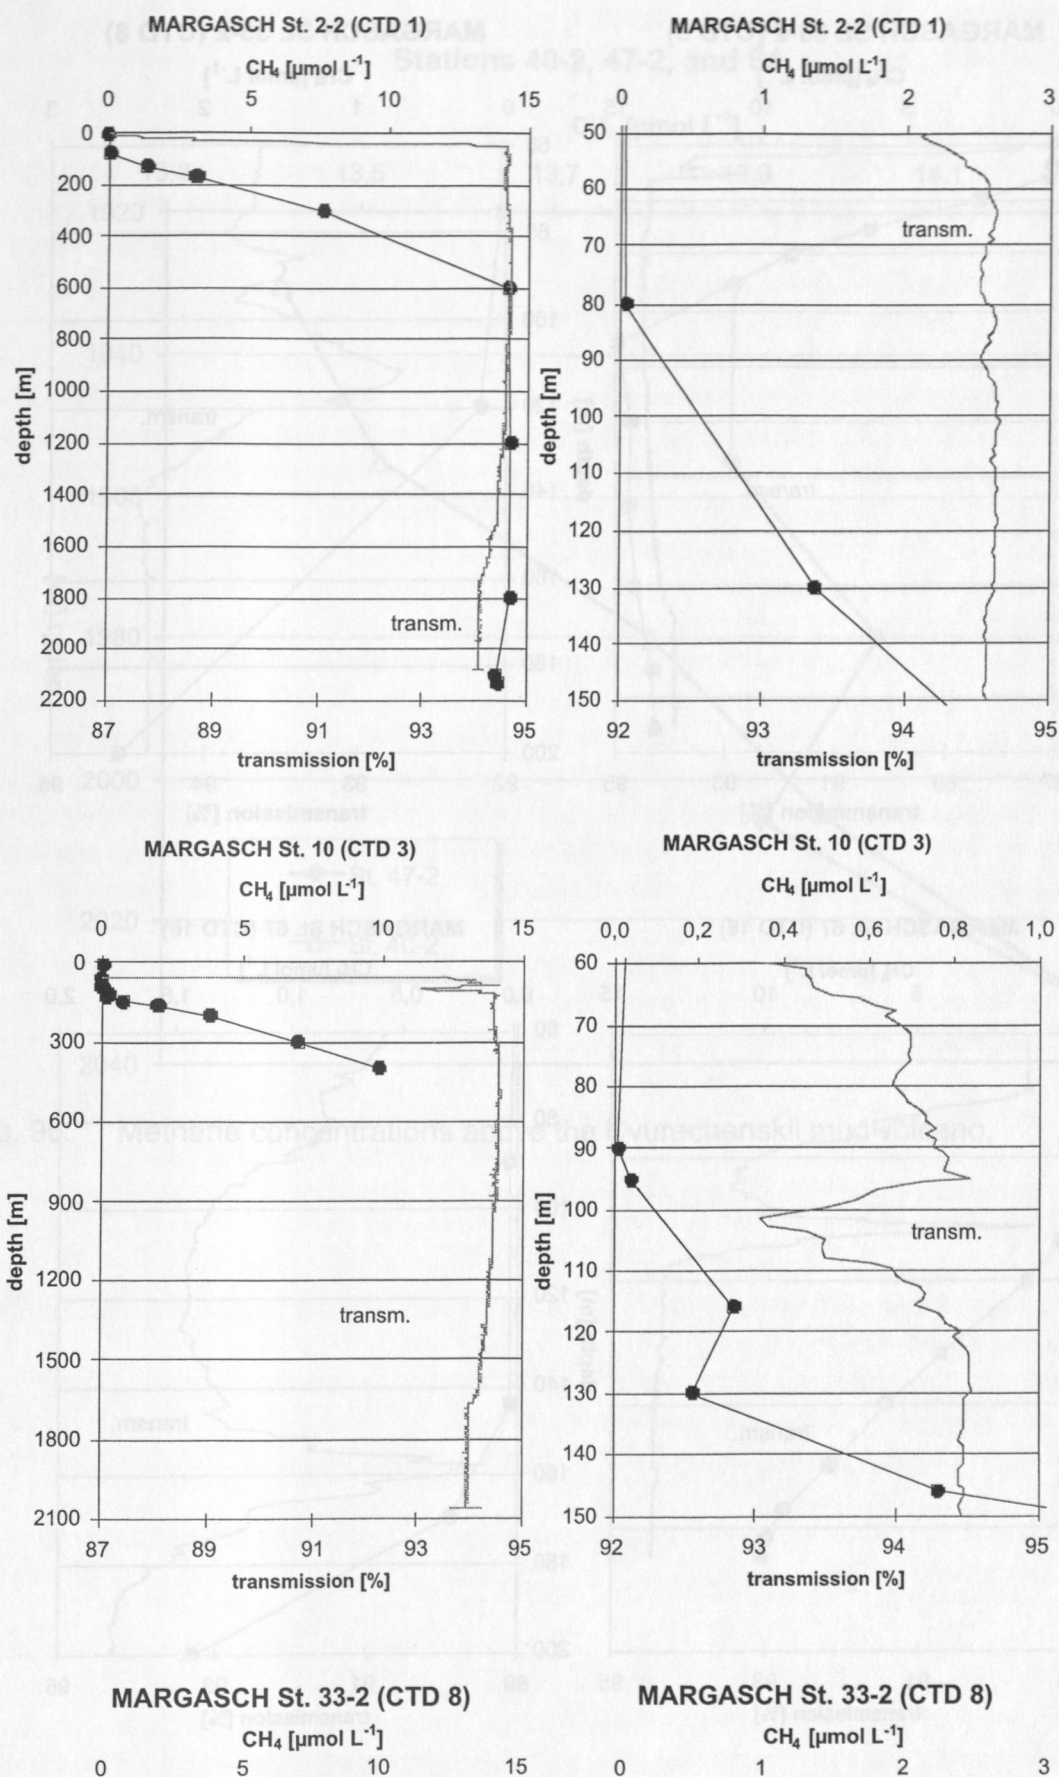 MARGASCH St. 2-2 (CTD 1)
CH4 [µmol L-1]
0 5 10 15
0
200
400
600
800
1000
1200
1400
1600
1800
2000
2200
depth [m]
transm.
87 89 91 93 95
transmission [%]
MARGASCH St. 2-2 (CTD 1)
CH4 [µmol L-1]
0 1 2 3
50
60
70
80
90
100
110
120
130
140
150
depth [m]
transm.
92 93 94 95
transmission [%]
MARGASCH St. 10 (CTD 3)
CH4 [µmol L-1]
0 5 10 15
0
300
600
900
1200
1500
1800
2100
depth [m]
transm.
87 89 91 93 95
transmission [%]
MARGASCH St. 10 (CTD 3)
CH4 [µmol L-1]
0,0 0,2 0,4 0,6 0,8 1,0
60
70
80
90
100
110
120
130
140
150
depth [m]
transm.
92 93 94 95
transmission [%]
MARGASCH St. 33-2 (CTD 8)
CH4 [µmol L-1]
0 5 10 15
MARGASCH St. 33-2 (CTD 8)
CH4 [µmol L-1]
0 1 2 3